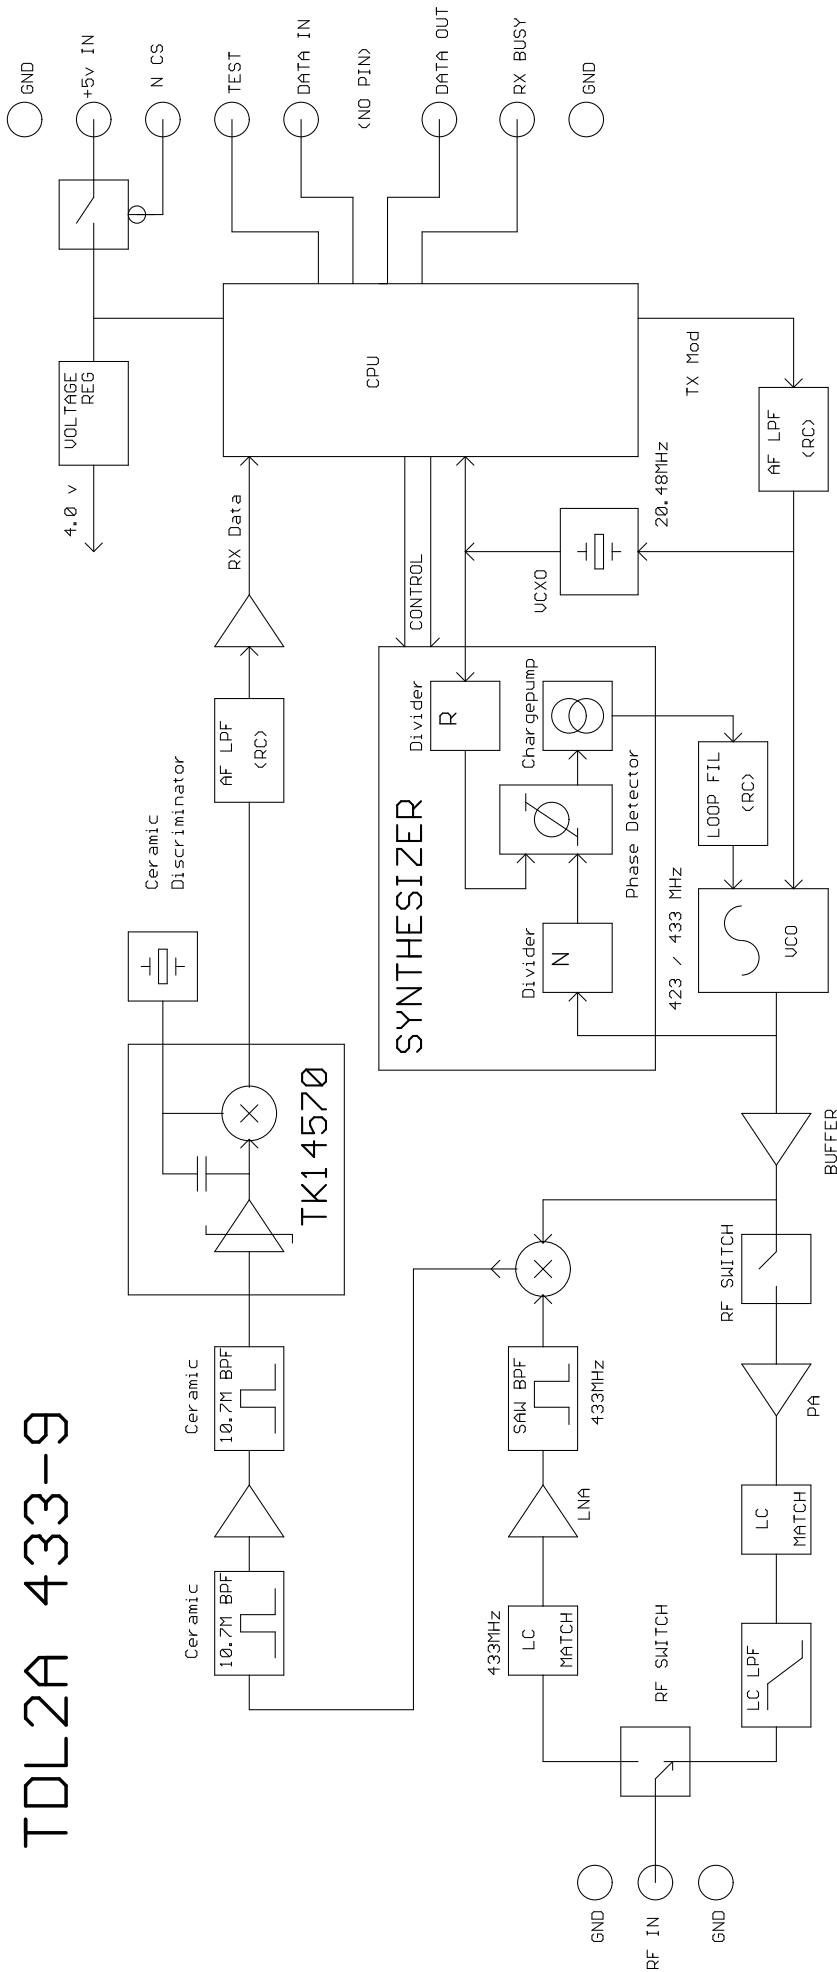 TDL2A 433-9
GND
+5v IN
N CS
TEST
DATA IN
(NO PIN)
DATA OUT
RX BUSY
GND
VOLTAGE
REG
4.0 v
CPU
RX Data
CONTROL
TX Mod
AF LPF
(RC)
20.48MHz
VCXO
AF LPF
(RC)
Ceramic
Discriminator
TK14570
SYNTHESIZER
Divider
R
Chargepump
Phase Detector
Divider
N
LOOP FIL
(RC)
423 / 433 MHz
VCO
BUFFER
RF SWITCH
PA
LC
MATCH
LC LPF
Ceramic
10.7M BPF
Ceramic
10.7M BPF
SAW BPF
433MHz
LNA
433MHz
LC
MATCH
RF SWITCH
GND
RF IN
GND